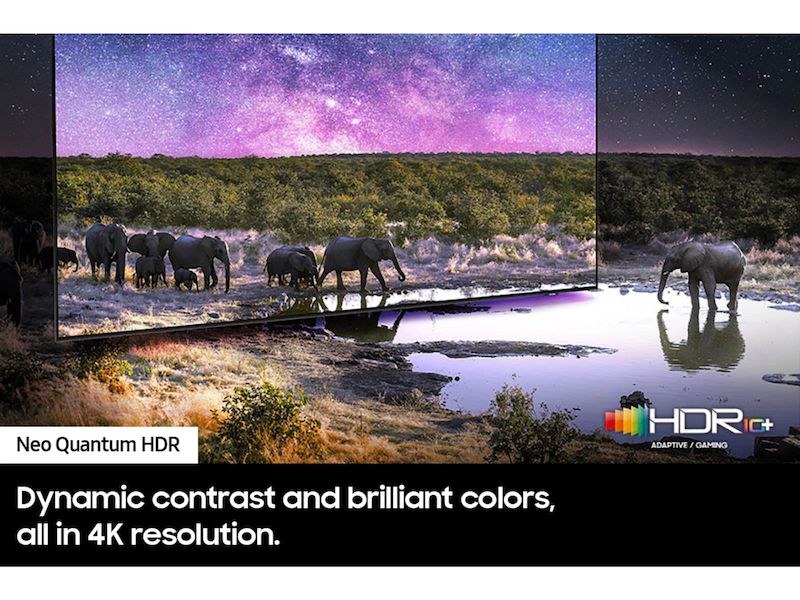 HDR10+
ADAPTIVE / GAMING
Neo Quantum HDR
Dynamic contrast and brilliant colors,
all in 4K resolution.